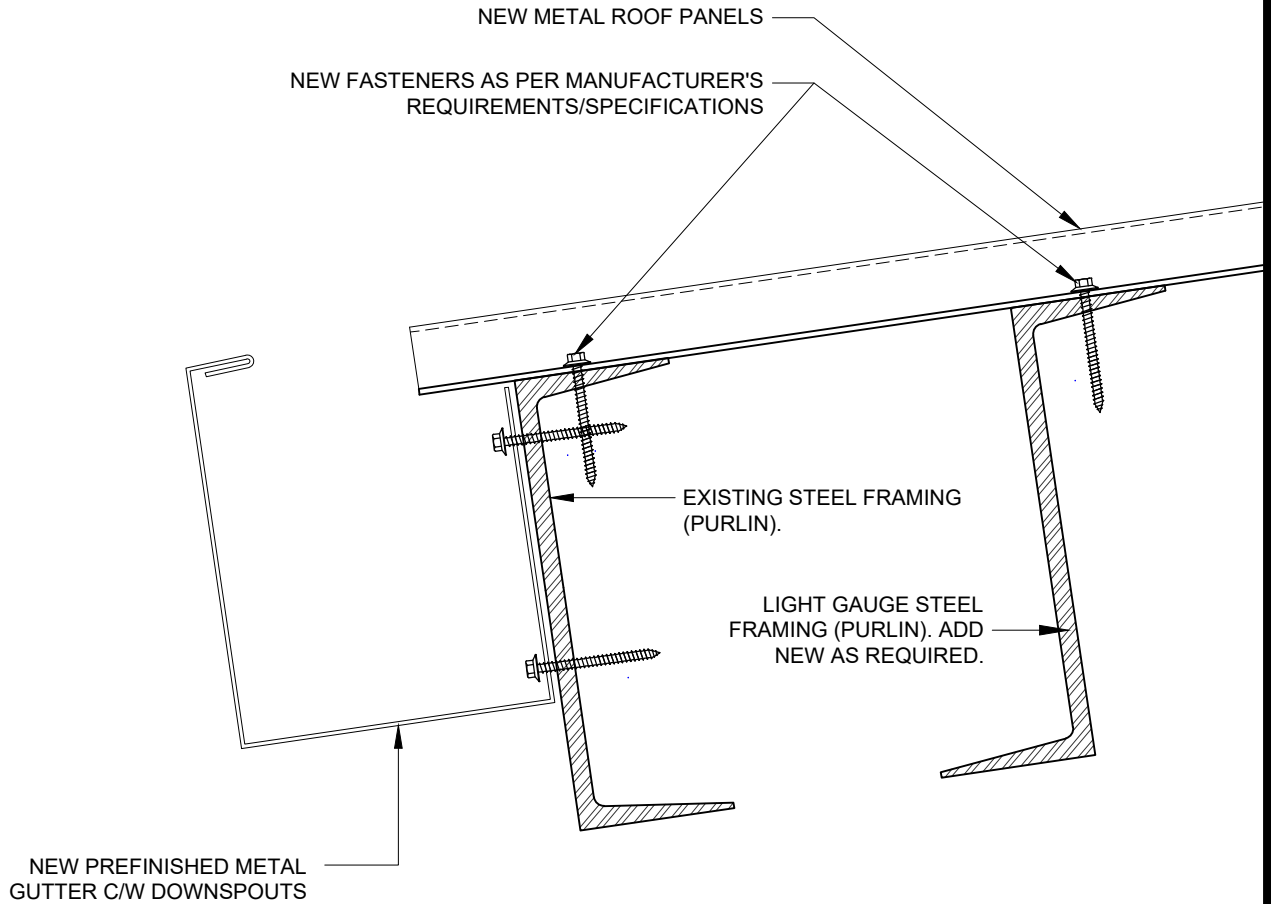 NEW METAL ROOF PANELS
NEW FASTENERS AS PER MANUFACTURER'S
REQUIREMENTS/SPECIFICATIONS
EXISTING STEEL FRAMING
(PURLIN).
LIGHT GAUGE STEEL
FRAMING (PURLIN). ADD
NEW AS REQUIRED.
NEW PREFINISHED METAL
GUTTER C/W DOWNSPOUTS